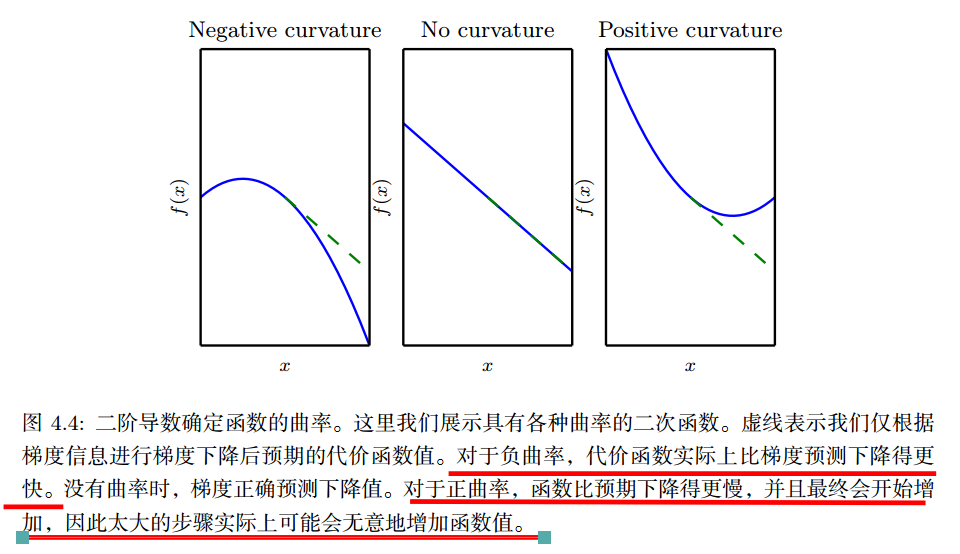 Negative curvature No curvature Positive curvature
f(x) f(x) f(x)
x x x
图 4.4: 二阶导数确定函数的曲率。这里我们展示具有各种曲率的二次函数。虚线表示我们仅根据
梯度信息进行梯度下降后预期的代价函数值。对于负曲率，代价函数实际上比梯度预测下降得更
快。没有曲率时，梯度正确预测下降值。对于正曲率，函数比预期下降得更慢，并且最终会开始增
加，因此太大的步骤实际上可能会无意地增加函数值。